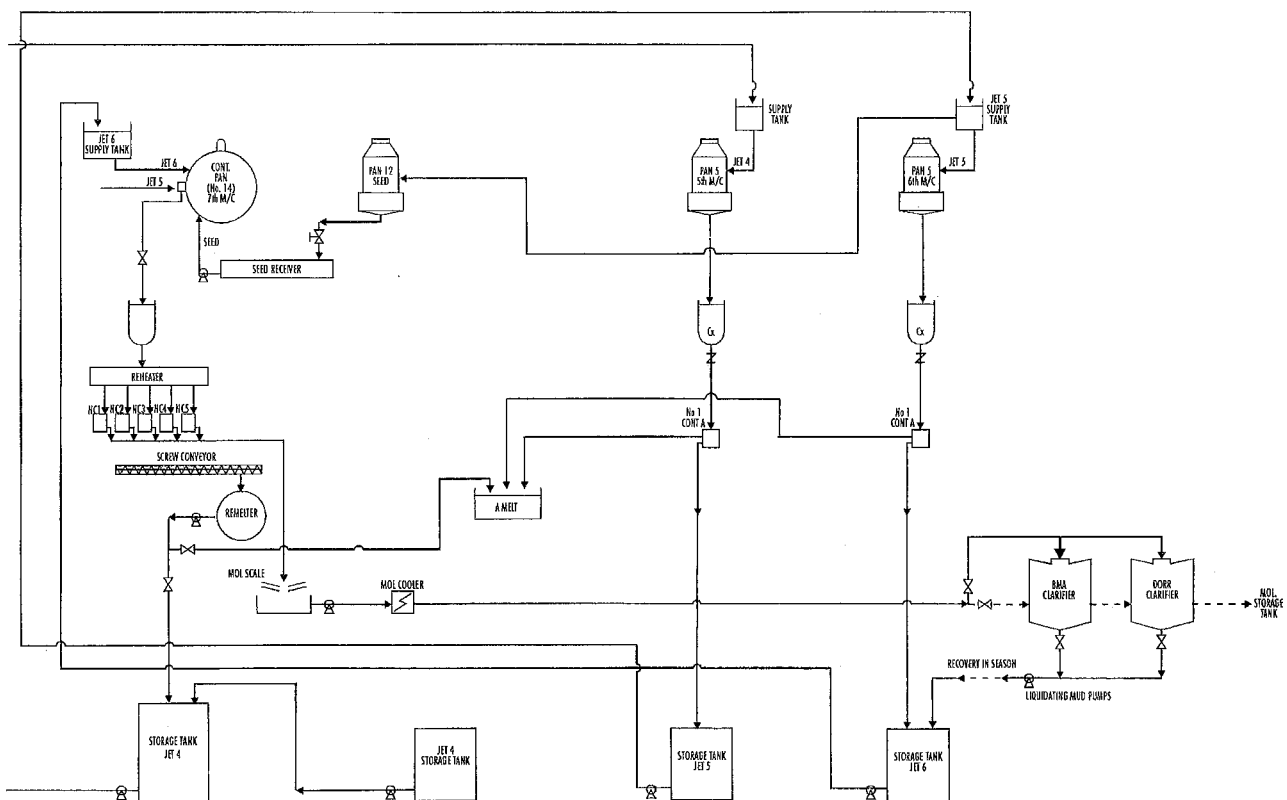 JET 6
SUPPLY TANK
JET 6
JET 5
CONT.
PAN
(No. 14)
7th M/C
SEED
PAN 12
SEED
SEED RECEIVER
SUPPLY
TANK
JET 4
PAN 5
5th M/C
JET 5
SUPPLY
TANK
JET 5
PAN 5
6th M/C
Cx
Cx
REHEATER
NC1
NC2
NC3
NC4
NC5
SCREW CONVEYOR
REMELTER
No 1
CONT A
No 1
CONT A
A MELT
MOL SCALE
MOL COOLER
BMA
CLARIFIER
DORR
CLARIFIER
MOL.
STORAGE
TANK
RECOVERY IN SEASON
LIQUIDATING MUD PUMPS
STORAGE TANK
JET 4
JET 4
STORAGE TANK
STORAGE TANK
JET 5
STORAGE TANK
JET 6